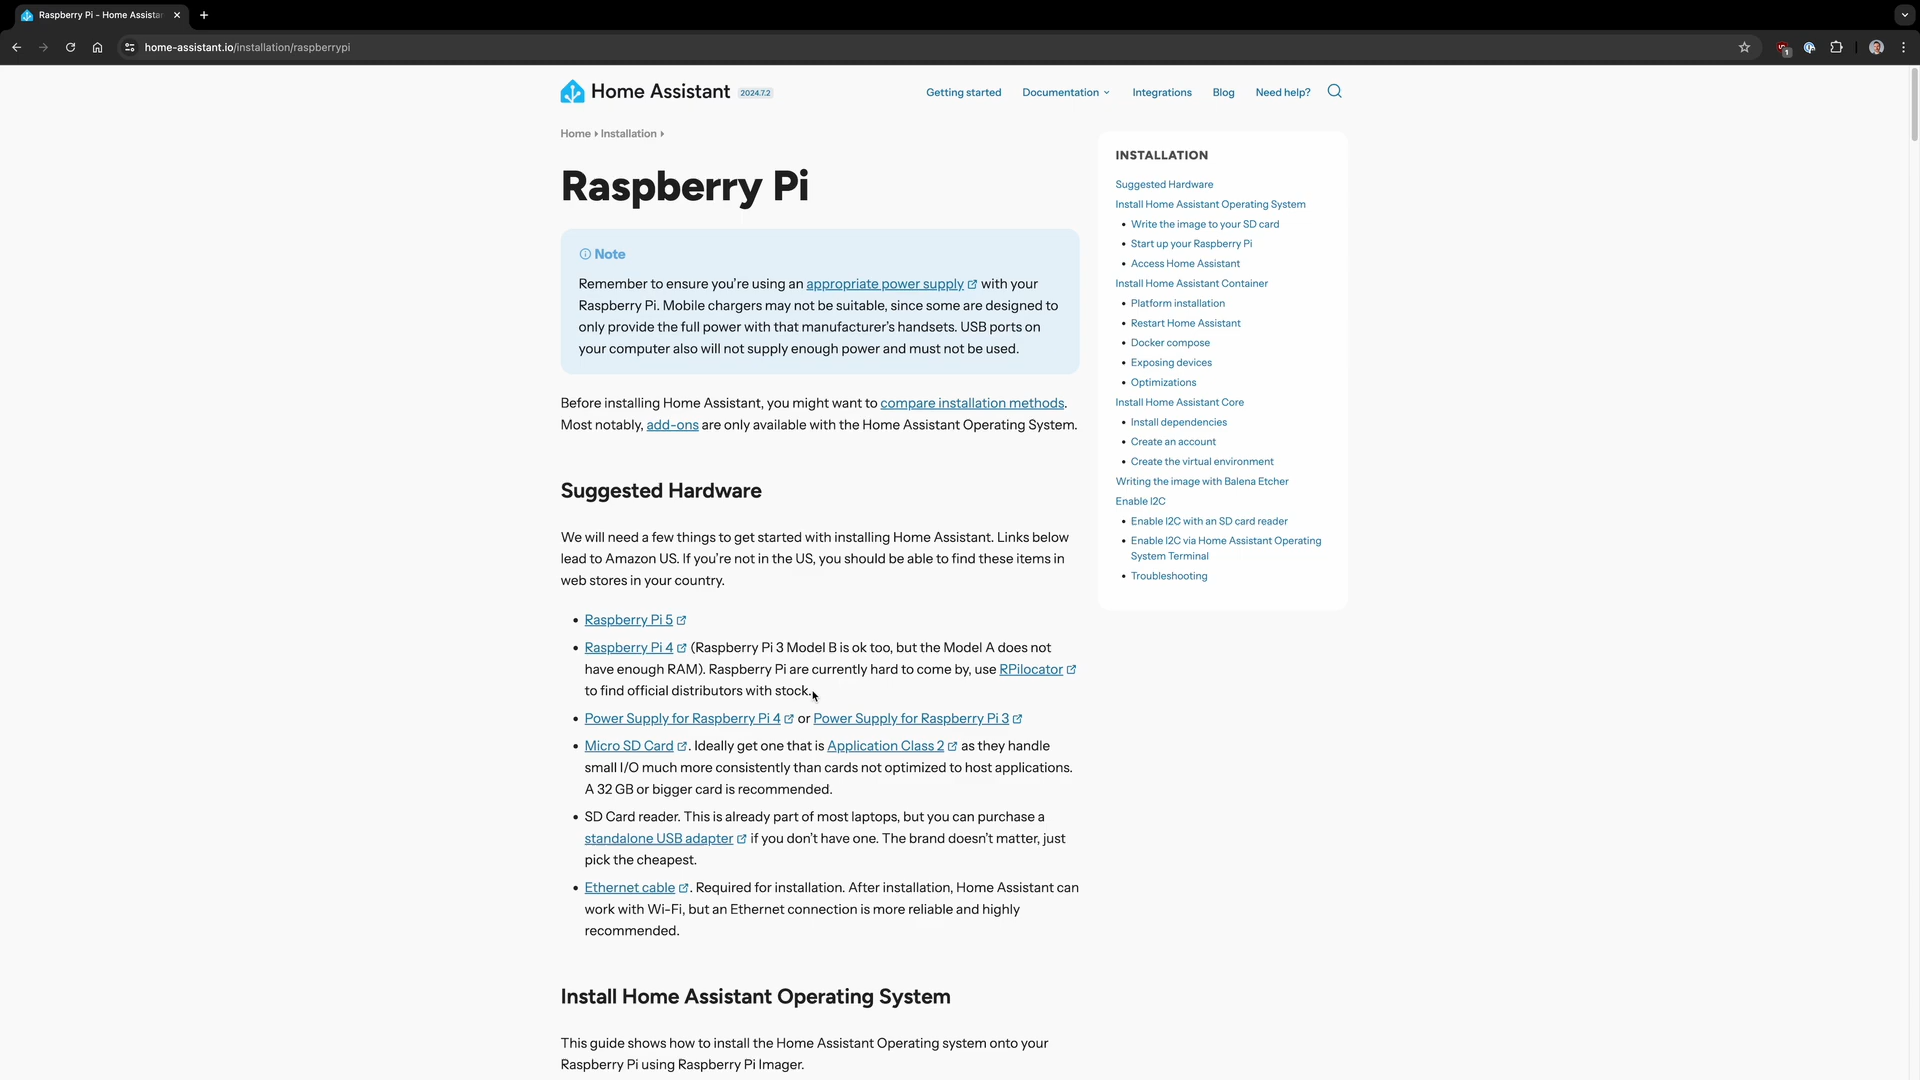 Raspberry Pi - Home Assistan
home-assistant.io/installation/raspberrypi
1
Home Assistant 2024.7.2
Getting started Documentation Integrations Blog Need help?
Home Installation
Raspberry Pi
Note
Remember to ensure you're using an appropriate power supply with your
Raspberry Pi. Mobile chargers may not be suitable, since some are designed to
only provide the full power with that manufacturer's handsets. USB ports on
your computer also will not supply enough power and must not be used.
Before installing Home Assistant, you might want to compare installation methods.
Most notably, add-ons are only available with the Home Assistant Operating System.
Suggested Hardware
We will need a few things to get started with installing Home Assistant. Links below
lead to Amazon US. If you're not in the US, you should be able to find these items in
web stores in your country.
• Raspberry Pi 5
• Raspberry Pi 4 (Raspberry Pi 3 Model B is ok too, but the Model A does not
have enough RAM). Raspberry Pi are currently hard to come by, use RPilocator
to find official distributors with stock.
• Power Supply for Raspberry Pi 4 or Power Supply for Raspberry Pi 3
• Micro SD Card. Ideally get one that is Application Class 2 as they handle
small I/O much more consistently than cards not optimized to host applications.
A 32 GB or bigger card is recommended.
• SD Card reader. This is already part of most laptops, but you can purchase a
standalone USB adapter if you don't have one. The brand doesn't matter, just
pick the cheapest.
• Ethernet cable. Required for installation. After installation, Home Assistant can
work with Wi-Fi, but an Ethernet connection is more reliable and highly
recommended.
Install Home Assistant Operating System
This guide shows how to install the Home Assistant Operating system onto your
Raspberry Pi using Raspberry Pi Imager.
INSTALLATION
Suggested Hardware
Install Home Assistant Operating System
• Write the image to your SD card
• Start up your Raspberry Pi
• Access Home Assistant
Install Home Assistant Container
• Platform installation
• Restart Home Assistant
• Docker compose
• Exposing devices
• Optimizations
Install Home Assistant Core
• Install dependencies
• Create an account
• Create the virtual environment
Writing the image with Balena Etcher
Enable I2C
• Enable I2C with an SD card reader
• Enable I2C via Home Assistant Operating
System Terminal
• Troubleshooting